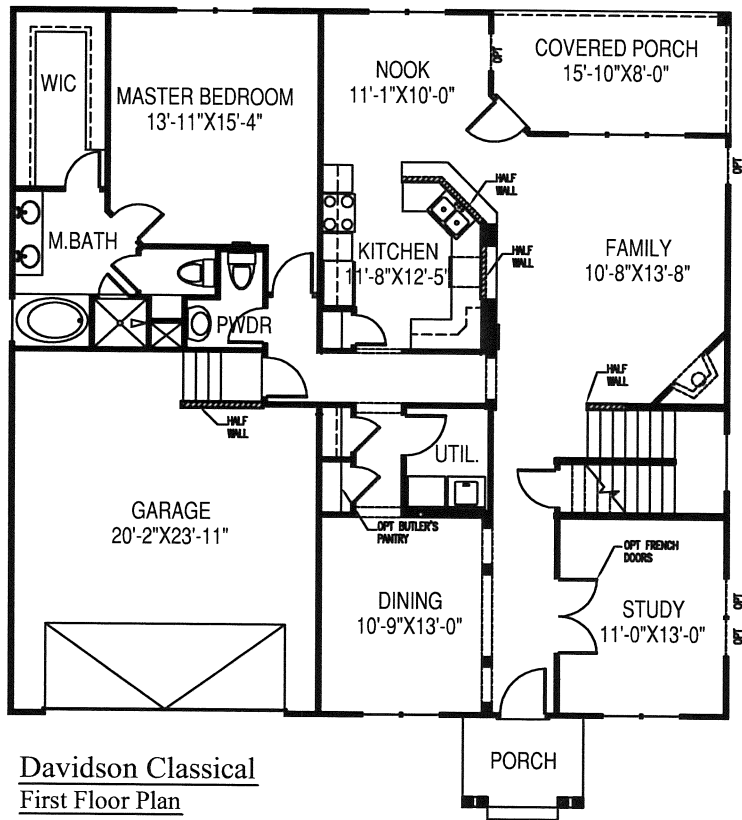 WIC
MASTER BEDROOM
13'-11"X15'-4"
NOOK
11'-1"X10'-0"
OPT
COVERED PORCH
15'-10"X8'-0"
OPT
HALF
WALL
M.BATH
KITCHEN
11'-8"X12'-5'
HALF
WALL
FAMILY
10'-8"X13'-8"
PWDR
HALF
WALL
HALF
WALL
UTIL.
GARAGE
20'-2"X23'-11"
OPT BUTLER'S
PANTRY
OPT FRENCH
DOORS
DINING
10'-9"X13'-0"
STUDY
11'-0"X13'-0"
OPT
OPT
PORCH
Davidson Classical
First Floor Plan